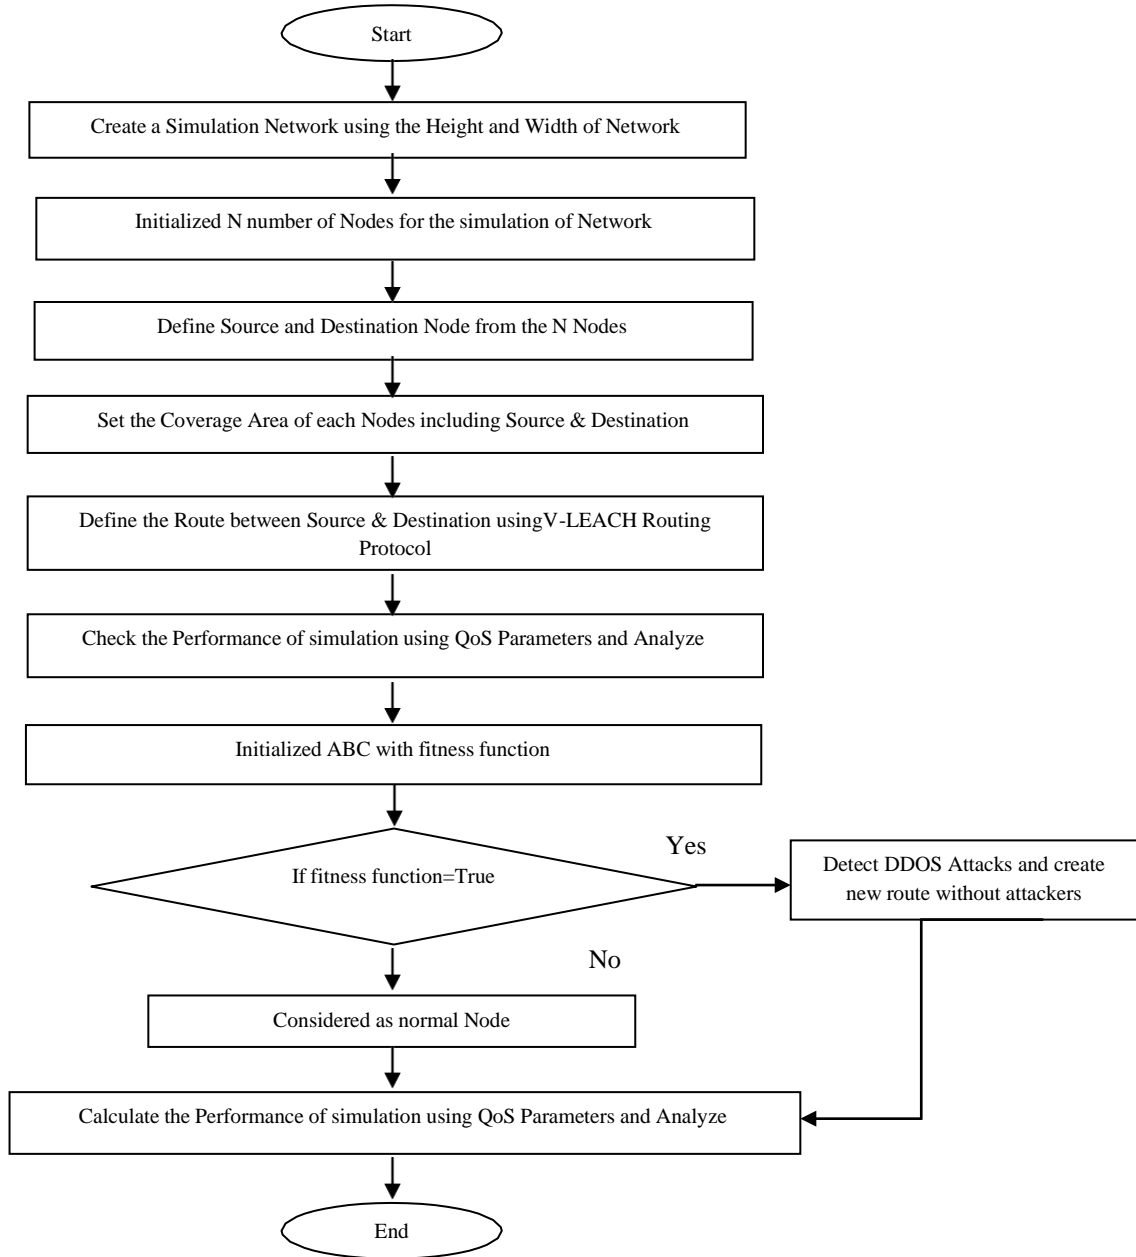 Start
Create a Simulation Network using the Height and Width of Network
Initialized N number of Nodes for the simulation of Network
Define Source and Destination Node from the N Nodes
Set the Coverage Area of each Nodes including Source & Destination
Define the Route between Source & Destination usingV-LEACH Routing
Protocol
Check the Performance of simulation using QoS Parameters and Analyze
Initialized ABC with fitness function
If fitness function=True
Yes
Detect DDOS Attacks and create
new route without attackers
No
Considered as normal Node
Calculate the Performance of simulation using QoS Parameters and Analyze
End